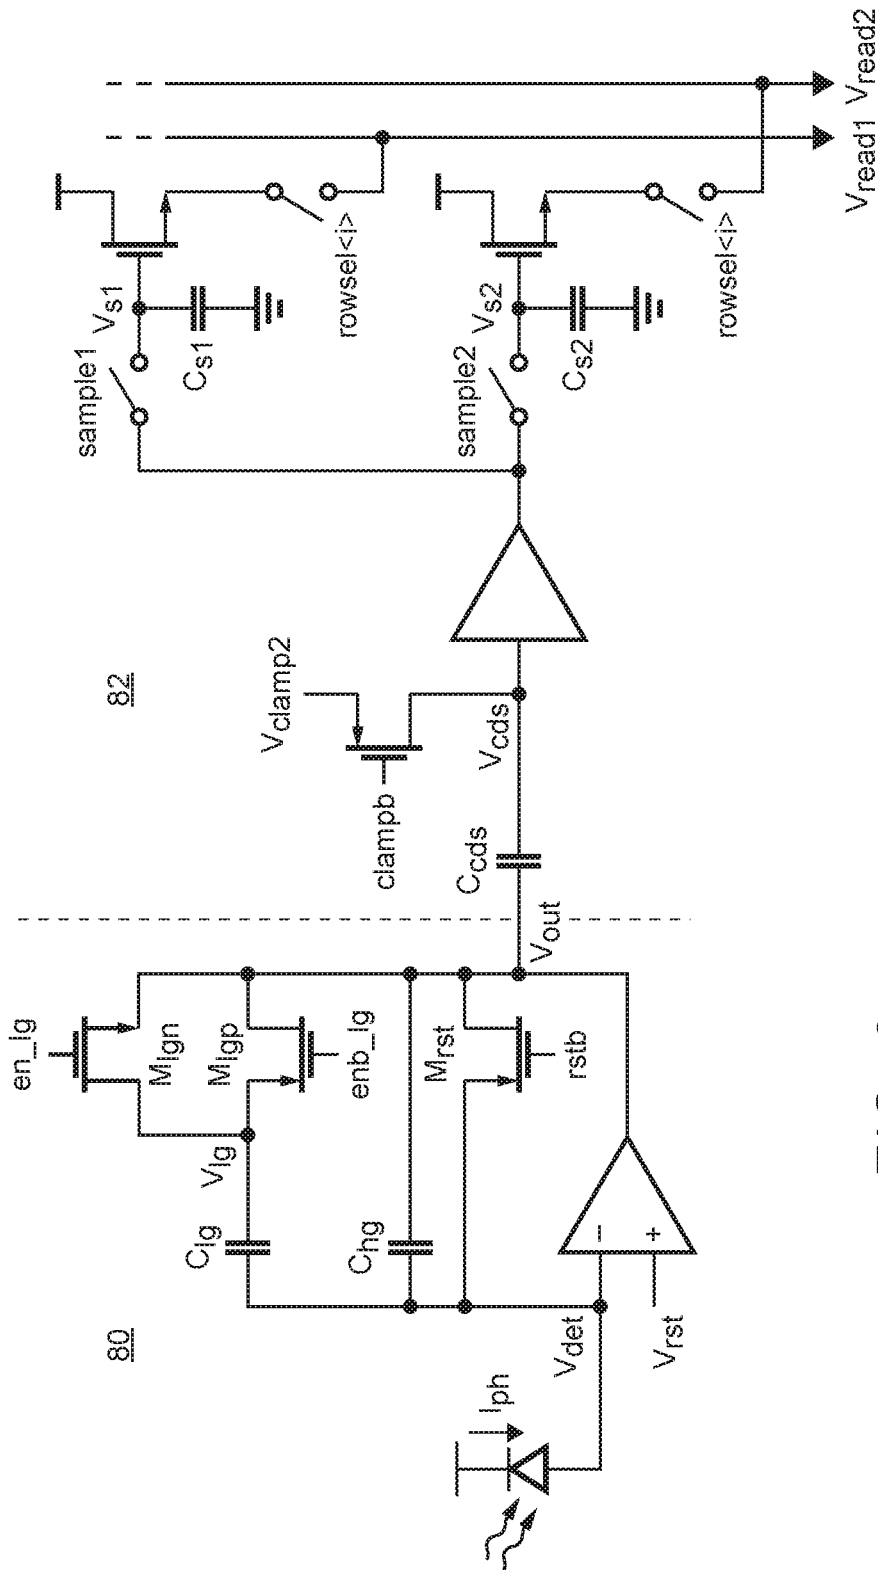 80
82
en_lg
Mlgn
Mlgp
enb_lg
Vlg
Clg
Chg
Mrst
rstb
Vdet
Vrst
−
+
Iph
Vout
Ccds
Vcds
clampb
Vclamp2
sample1
Vs1
Cs1
rowsel<i>
sample2
Vs2
Cs2
rowsel<i>
Vread1
Vread2